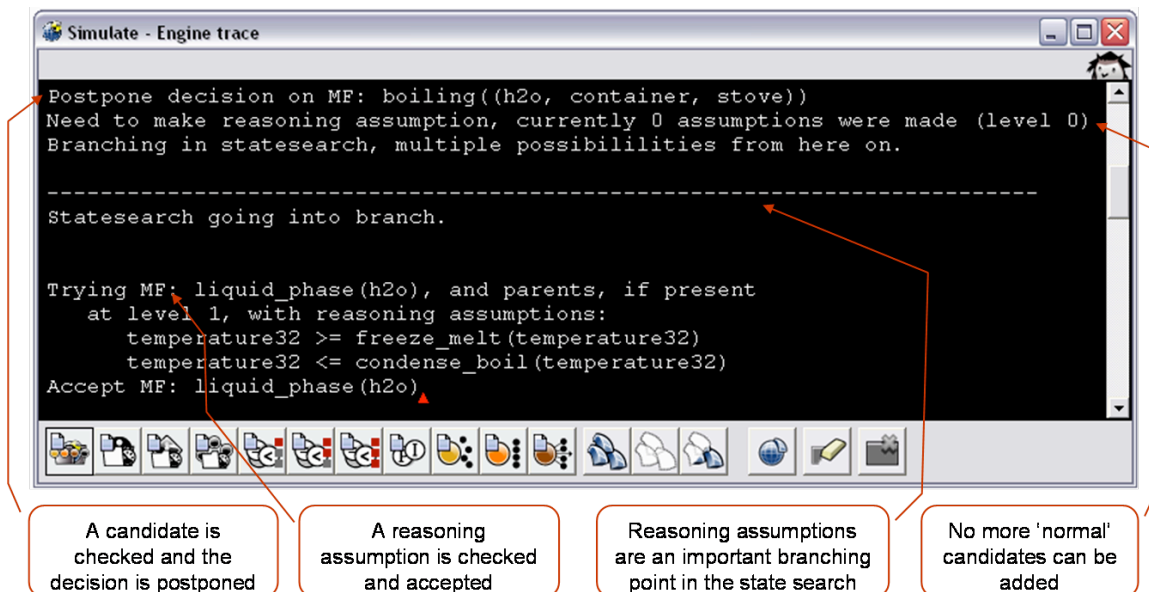 Simulate - Engine trace
Postpone decision on MF: boiling((h2o, container, stove))
Need to make reasoning assumption, currently 0 assumptions were made (level 0)
Branching in statesearch, multiple possibililities from here on.
---------------------------------------------------------------------------
Statesearch going into branch.
Trying MF: liquid_phase(h2o), and parents, if present
at level 1, with reasoning assumptions:
temperature32 >= freeze_melt(temperature32)
temperature32 <= condense_boil(temperature32)
Accept MF: liquid_phase(h2o)
A candidate is
checked and the
decision is postponed
A reasoning
assumption is checked
and accepted
Reasoning assumptions
are an important branching
point in the state search
No more 'normal'
candidates can be
added